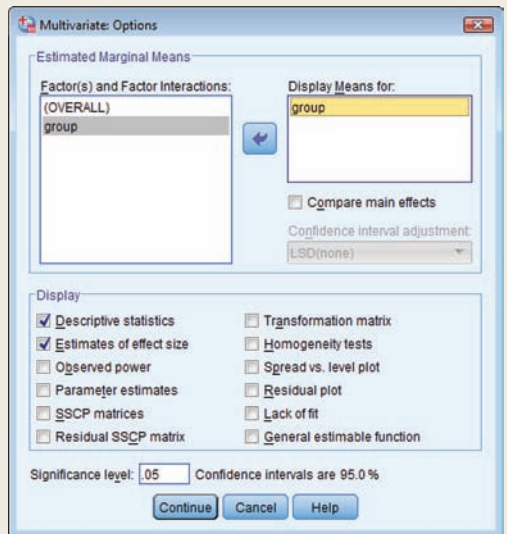 Multivariate: Options
Estimated Marginal Means
Factor(s) and Factor Interactions:
(OVERALL)
group
Display Means for:
group
Compare main effects
Confidence interval adjustment:
LSD(none)
Display
Descriptive statistics
Estimates of effect size
Observed power
Parameter estimates
SSCP matrices
Residual SSCP matrix
Transformation matrix
Homogeneity tests
Spread vs. level plot
Residual plot
Lack of fit
General estimable function
Significance level: .05 Confidence intervals are 95.0 %
Continue Cancel Help